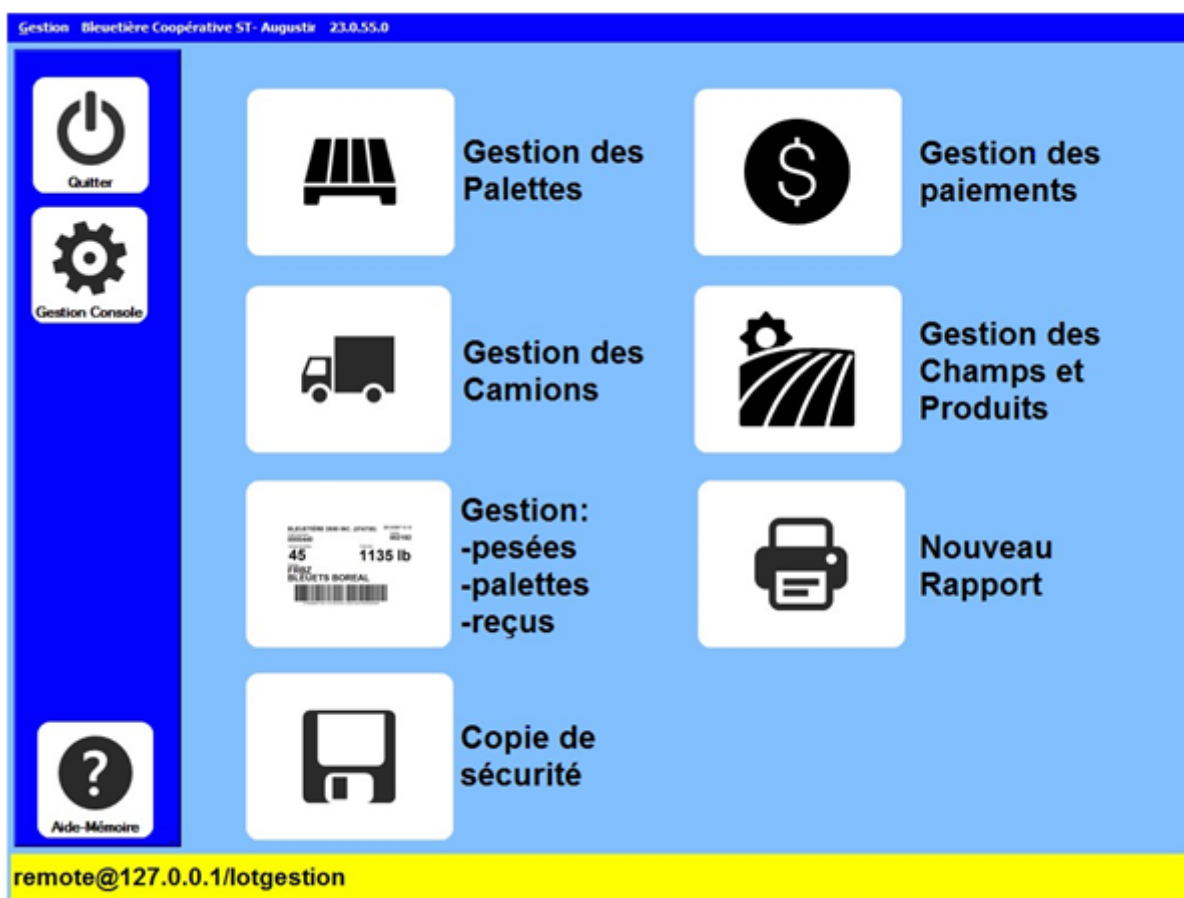 Gestion Bleuetière Coopérative ST- Augustir 23.0.55.0
Quitter
Gestion Console
Aide-Mémoire
Gestion des
Palettes
Gestion des
paiements
Gestion des
Camions
Gestion des
Champs et
Produits
45
1135 lb
FRBZ
BLEUETS BOREAL
Gestion:
-pesées
-palettes
-reçus
Nouveau
Rapport
Copie de
sécurité
remote@127.0.0.1/lotgestion